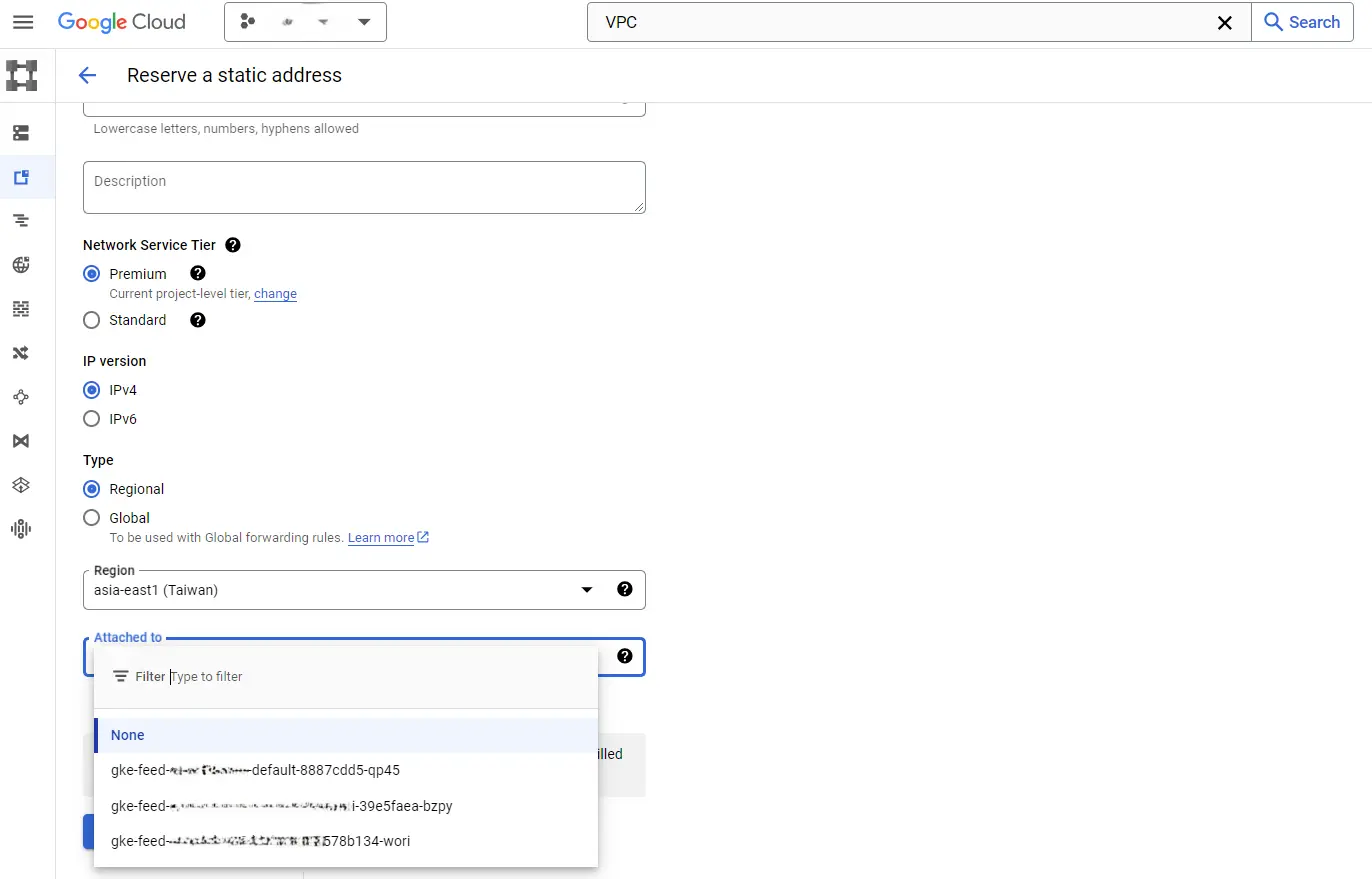 Google Cloud
VPC
Search
Reserve a static address
Lowercase letters, numbers, hyphens allowed
Description
Network Service Tier
Premium
Current project-level tier, change
Standard
IP version
IPv4
IPv6
Type
Regional
Global
To be used with Global forwarding rules. Learn more
Region
asia-east1 (Taiwan)
Attached to
Filter Type to filter
None
illed
gke-feed- -default-8887cdd5-qp45
gke-feed- i-39e5faea-bzpy
gke-feed- 578b134-wori